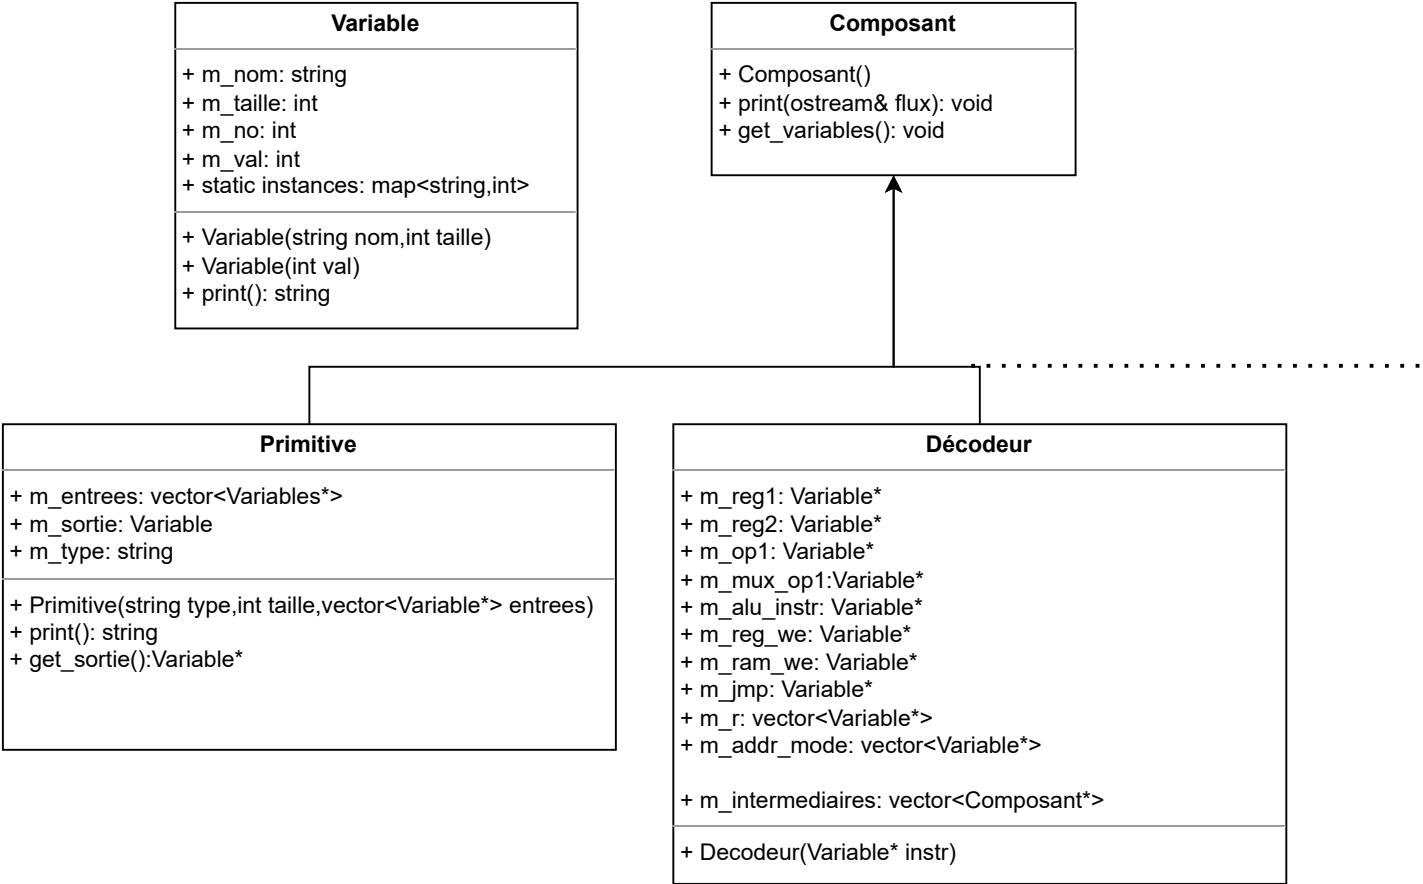 Variable
+ m_nom: string
+ m_taille: int
+ m_no: int
+ m_val: int
+ static instances: map<string,int>
+ Variable(string nom,int taille)
+ Variable(int val)
+ print(): string
Composant
+ Composant()
+ print(ostream& flux): void
+ get_variables(): void
Primitive
+ m_entrees: vector<Variables*>
+ m_sortie: Variable
+ m_type: string
+ Primitive(string type,int taille,vector<Variable*> entrees)
+ print(): string
+ get_sortie():Variable*
Décodeur
+ m_reg1: Variable*
+ m_reg2: Variable*
+ m_op1: Variable*
+ m_mux_op1:Variable*
+ m_alu_instr: Variable*
+ m_reg_we: Variable*
+ m_ram_we: Variable*
+ m_jmp: Variable*
+ m_r: vector<Variable*>
+ m_addr_mode: vector<Variable*>
+ m_intermediaires: vector<Composant*>
+ Decodeur(Variable* instr)